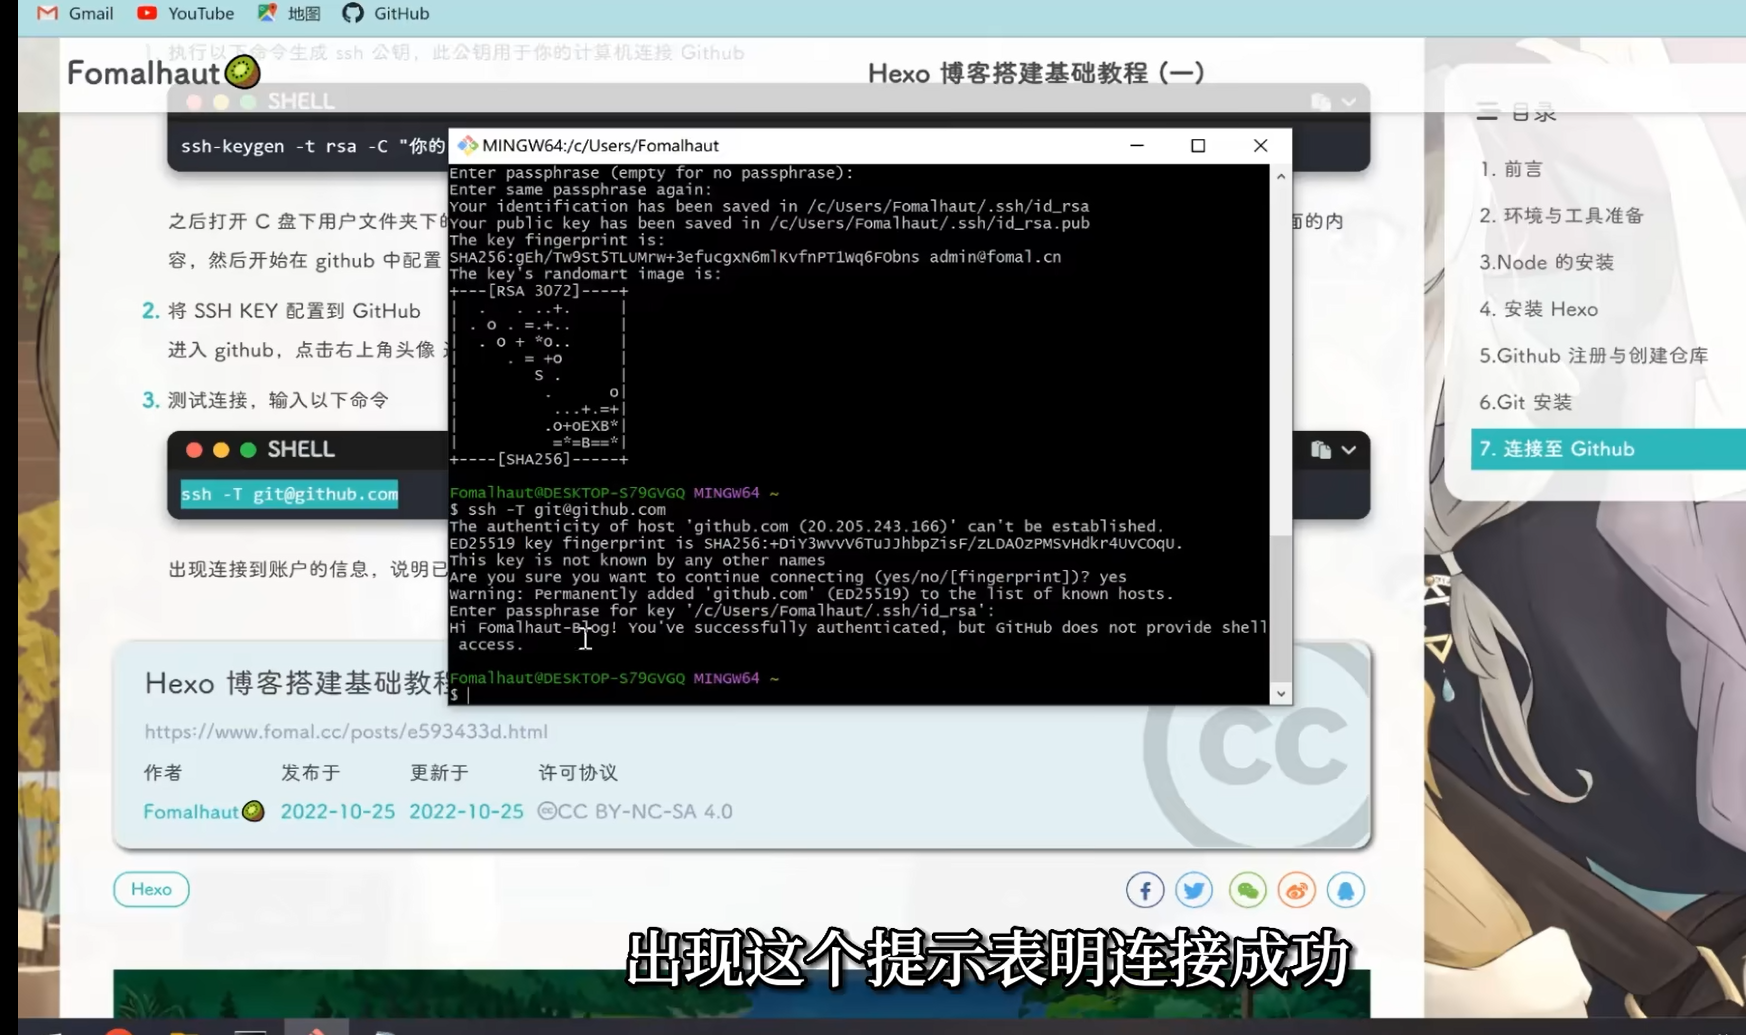 Gmail YouTube 地图 GitHub
执行以下命令生成 ssh 公钥，此公钥用于你的计算机连接 Github
Fomalhaut
Hexo 博客搭建基础教程 (一)
SHELL
ssh-keygen -t rsa -C "你的
之后打开 C 盘下用户文件夹下的
面的内
容，然后开始在 github 中配置
2. 将 SSH KEY 配置到 GitHub
进入 github，点击右上角头像
3. 测试连接，输入以下命令
SHELL
ssh -T git@github.com
出现连接到账户的信息，说明已
MINGW64:/c/Users/Fomalhaut
Enter passphrase (empty for no passphrase):
Enter same passphrase again:
Your identification has been saved in /c/Users/Fomalhaut/.ssh/id_rsa
Your public key has been saved in /c/Users/Fomalhaut/.ssh/id_rsa.pub
The key fingerprint is:
SHA256:gEh/Tw9St5TLUMrw+3efucgxN6mlKvfnPT1Wq6FObns admin@fomal.cn
The key's randomart image is:
+---[RSA 3072]----+
|  .   . ..+.     |
| . o . =.+..     |
|  . o + *o..     |
|     . = +o      |
|        S .      |
|         .      o|
|          ...+.=+|
|         .o+oEXB*|
|          =*=B==*|
+----[SHA256]-----+
Fomalhaut@DESKTOP-S79GVGQ MINGW64 ~
$ ssh -T git@github.com
The authenticity of host 'github.com (20.205.243.166)' can't be established.
ED25519 key fingerprint is SHA256:+DiY3wvvV6TuJJhbpZisF/zLDA0zPMSvHdkr4UvCOqU.
This key is not known by any other names
Are you sure you want to continue connecting (yes/no/[fingerprint])? yes
Warning: Permanently added 'github.com' (ED25519) to the list of known hosts.
Enter passphrase for key '/c/Users/Fomalhaut/.ssh/id_rsa':
Hi Fomalhaut-Blog! You've successfully authenticated, but GitHub does not provide shell
access.
Fomalhaut@DESKTOP-S79GVGQ MINGW64 ~
$
目录
1. 前言
2. 环境与工具准备
3.Node 的安装
4. 安装 Hexo
5.Github 注册与创建仓库
6.Git 安装
7. 连接至 Github
Hexo 博客搭建基础教程
https://www.fomal.cc/posts/e593433d.html
作者 发布于 更新于 许可协议
Fomalhaut 2022-10-25 2022-10-25 CC BY-NC-SA 4.0
cc
Hexo
出现这个提示表明连接成功